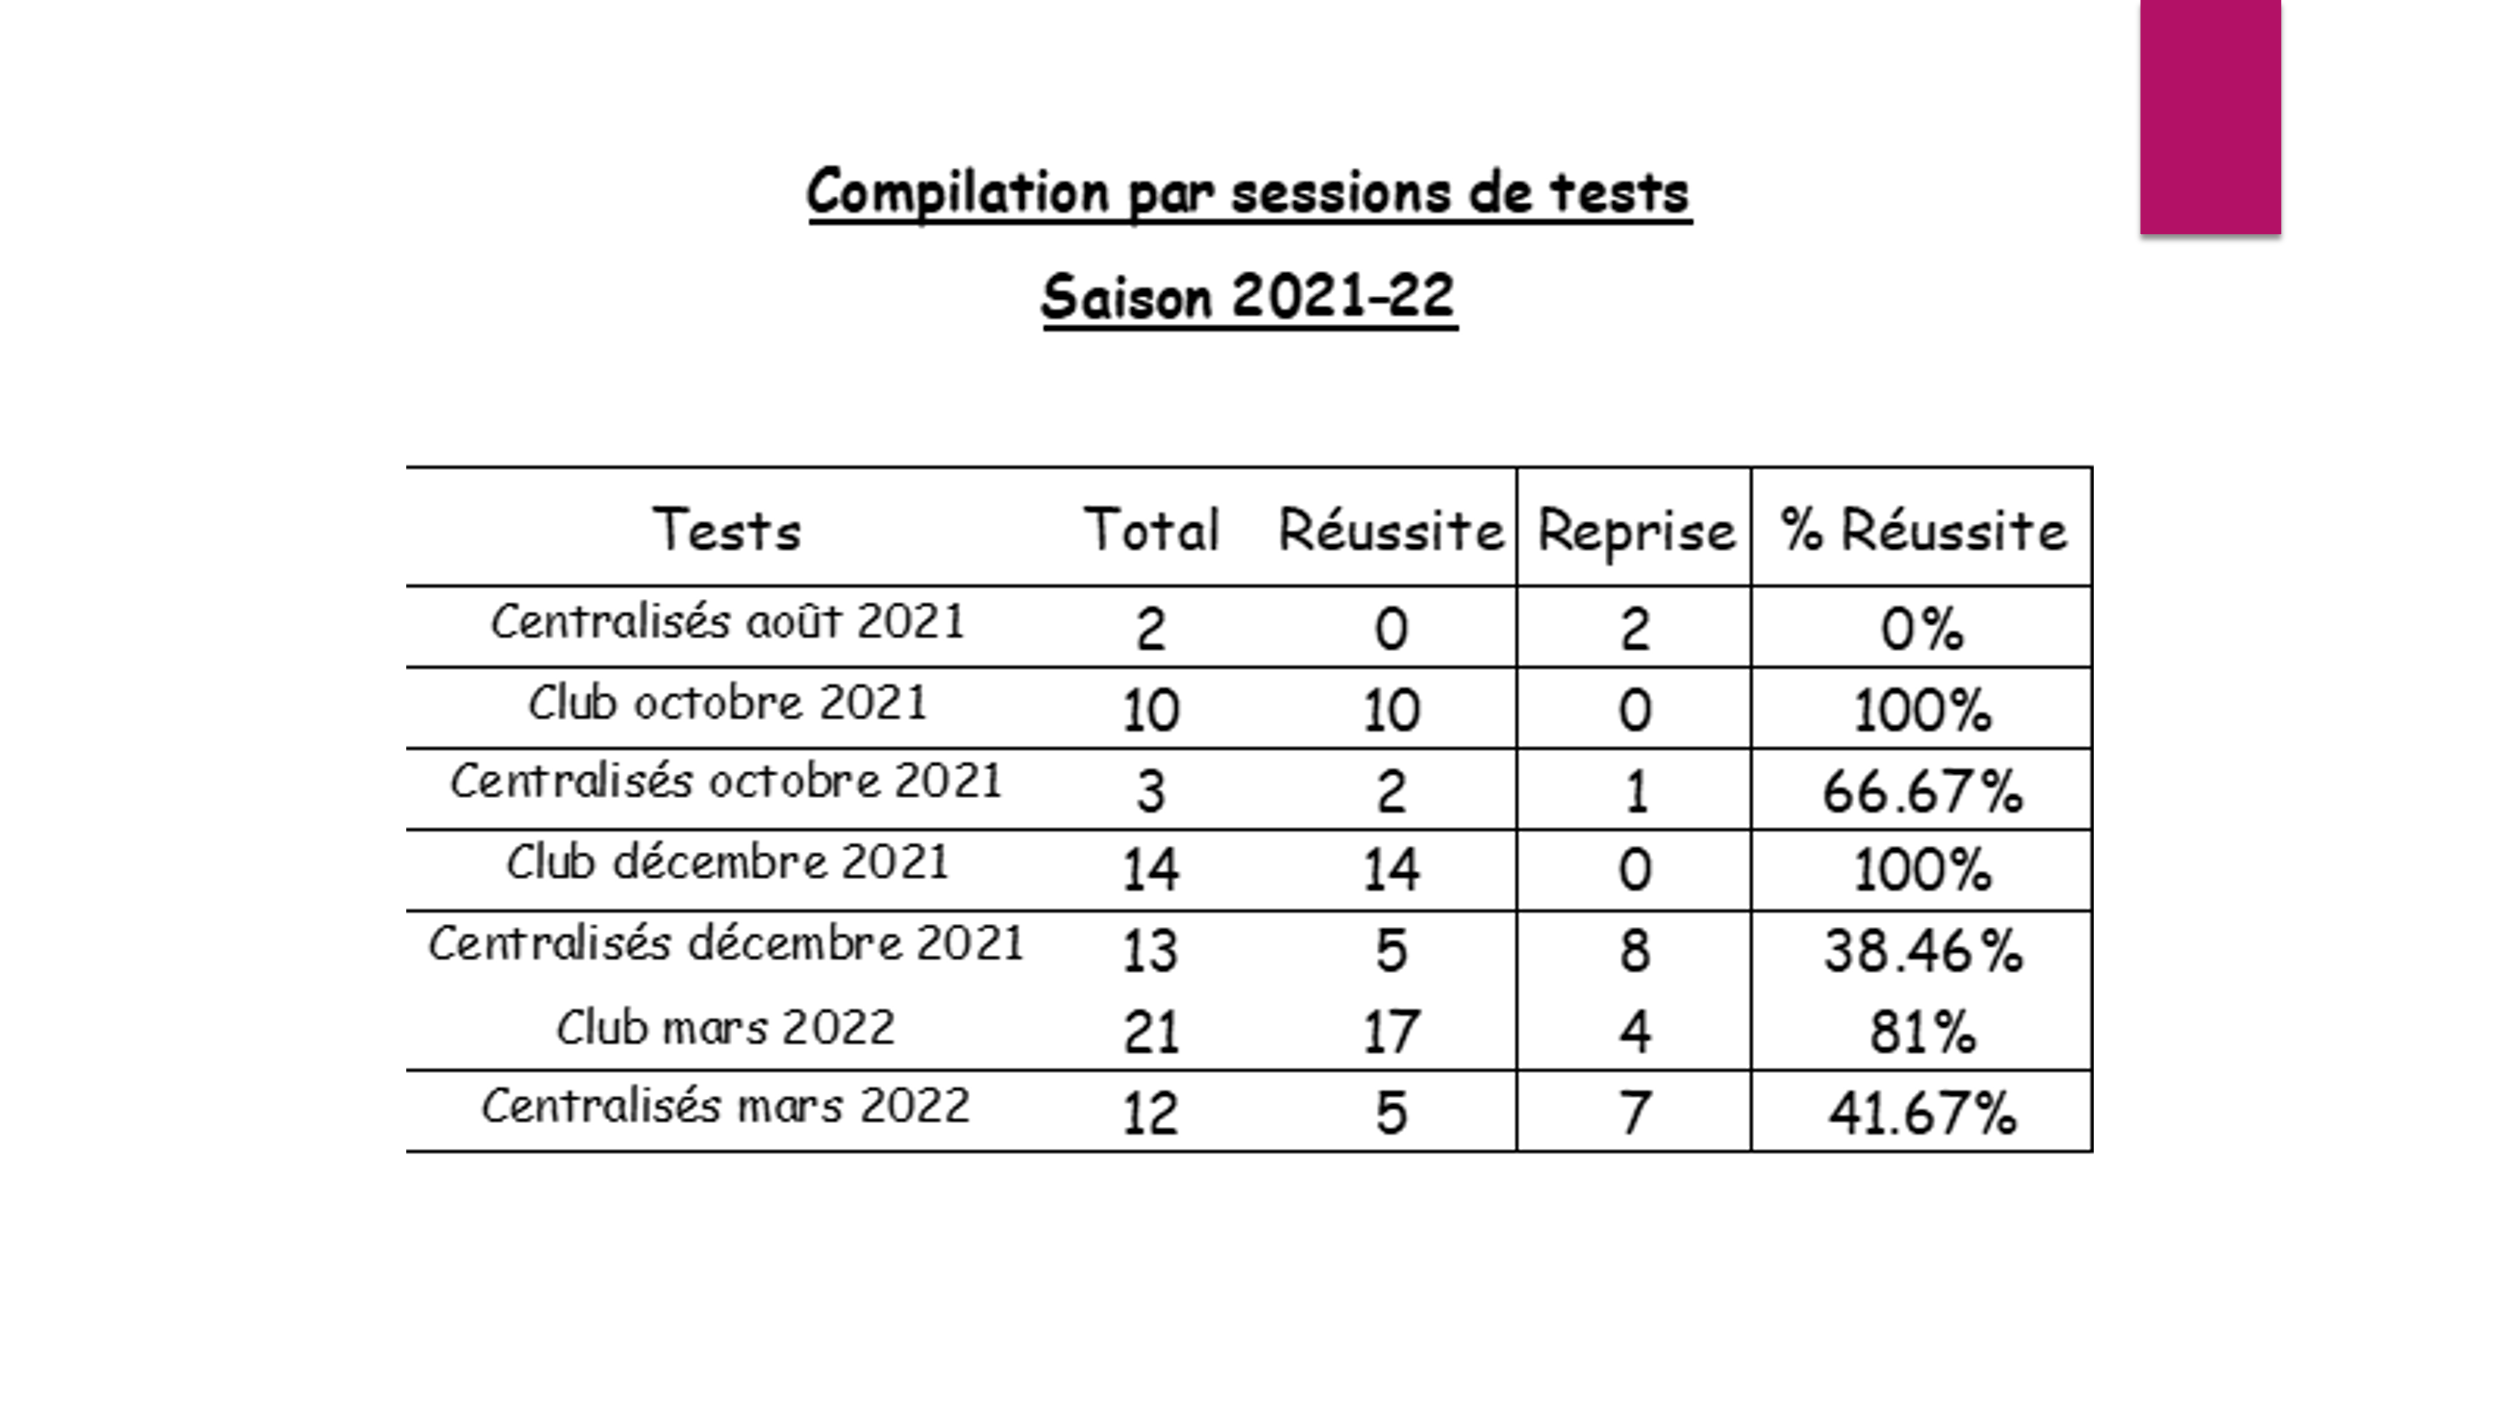 Compilation par sessions de tests
Saison 2021-22
Tests Total Réussite Reprise % Réussite
Centralisés août 2021 2 0 2 0%
Club octobre 2021 10 10 0 100%
Centralisés octobre 2021 3 2 1 66.67%
Club décembre 2021 14 14 0 100%
Centralisés décembre 2021 13 5 8 38.46%
Club mars 2022 21 17 4 81%
Centralisés mars 2022 12 5 7 41.67%